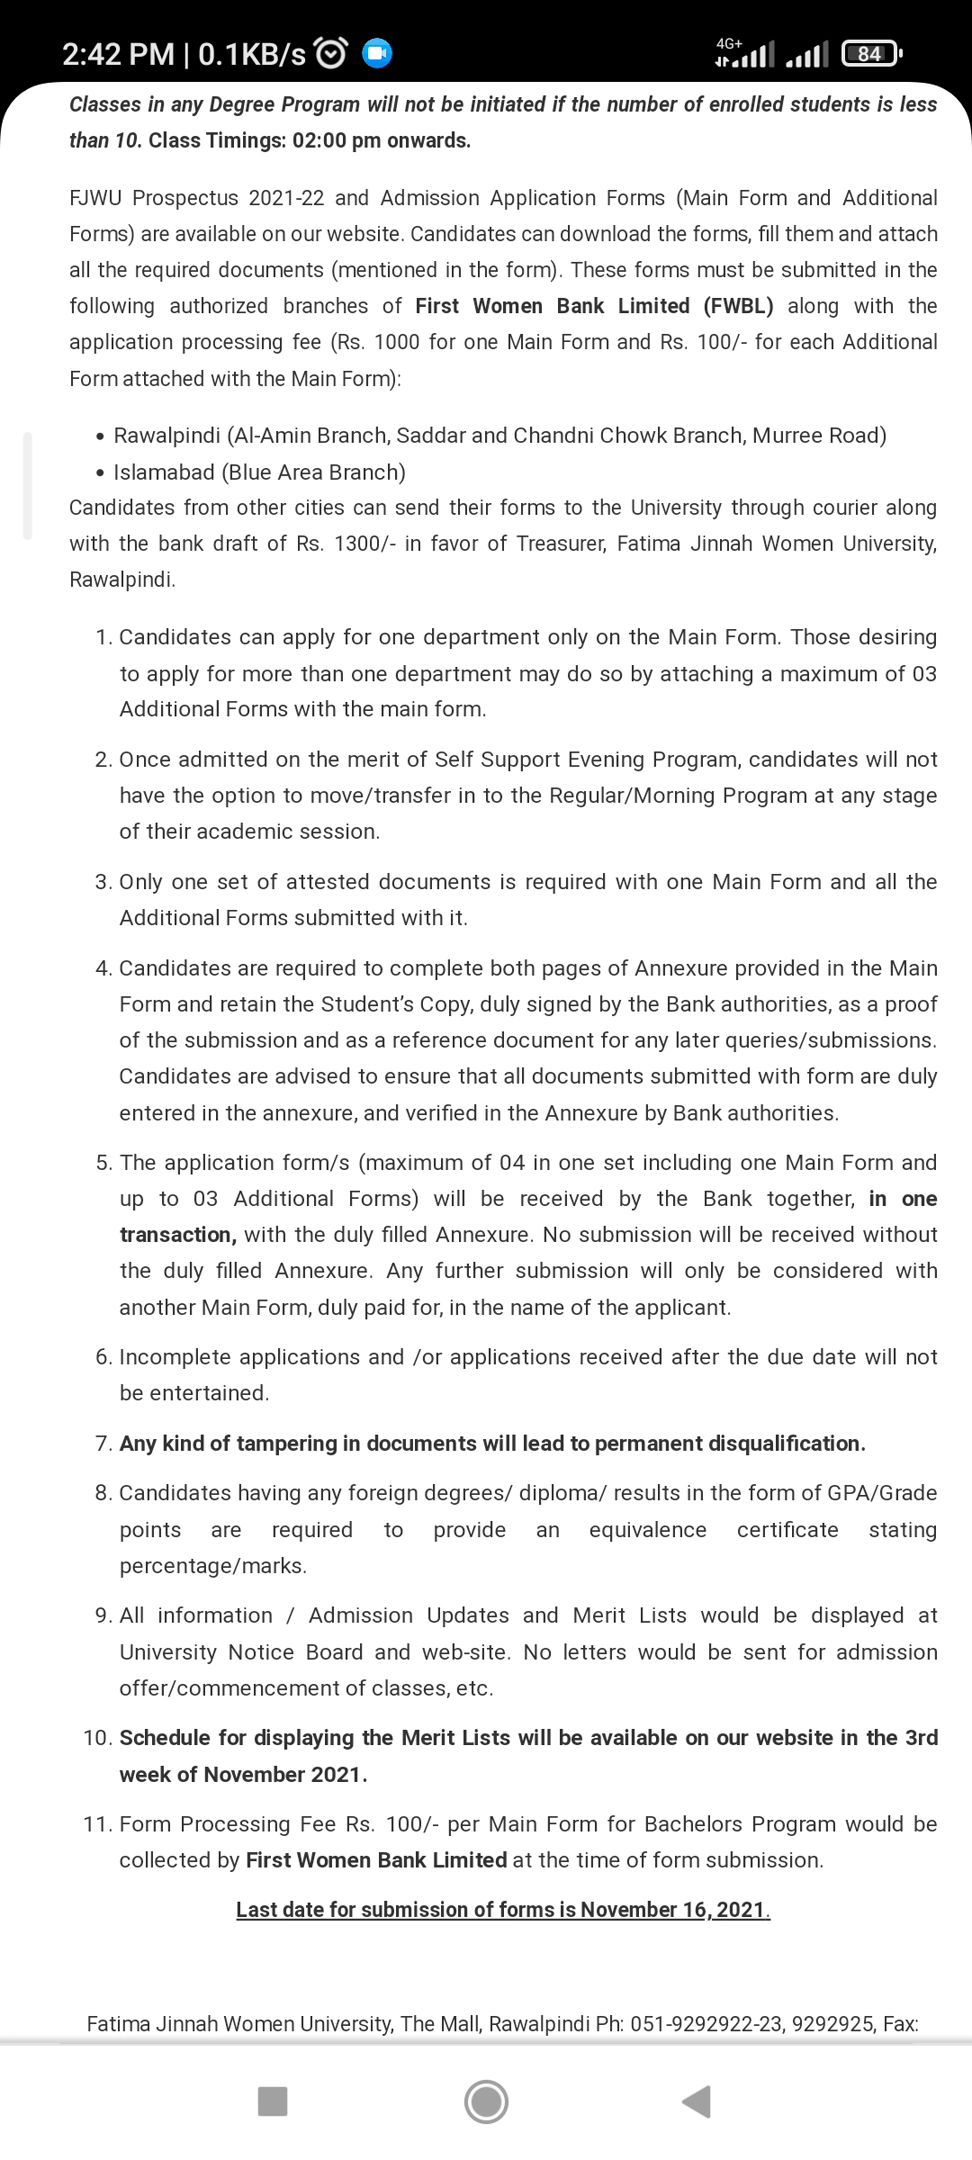 2:42 PM | 0.1KB/s
4G+
84
Classes in any Degree Program will not be initiated if the number of enrolled students is less
than 10. Class Timings: 02:00 pm onwards.
FJWU Prospectus 2021-22 and Admission Application Forms (Main Form and Additional
Forms) are available on our website. Candidates can download the forms, fill them and attach
all the required documents (mentioned in the form). These forms must be submitted in the
following authorized branches of First Women Bank Limited (FWBL) along with the
application processing fee (Rs. 1000 for one Main Form and Rs. 100/- for each Additional
Form attached with the Main Form):
• Rawalpindi (Al-Amin Branch, Saddar and Chandni Chowk Branch, Murree Road)
• Islamabad (Blue Area Branch)
Candidates from other cities can send their forms to the University through courier along
with the bank draft of Rs. 1300/- in favor of Treasurer, Fatima Jinnah Women University,
Rawalpindi.
1. Candidates can apply for one department only on the Main Form. Those desiring
to apply for more than one department may do so by attaching a maximum of 03
Additional Forms with the main form.
2. Once admitted on the merit of Self Support Evening Program, candidates will not
have the option to move/transfer in to the Regular/Morning Program at any stage
of their academic session.
3. Only one set of attested documents is required with one Main Form and all the
Additional Forms submitted with it.
4. Candidates are required to complete both pages of Annexure provided in the Main
Form and retain the Student’s Copy, duly signed by the Bank authorities, as a proof
of the submission and as a reference document for any later queries/submissions.
Candidates are advised to ensure that all documents submitted with form are duly
entered in the annexure, and verified in the Annexure by Bank authorities.
5. The application form/s (maximum of 04 in one set including one Main Form and
up to 03 Additional Forms) will be received by the Bank together, in one
transaction, with the duly filled Annexure. No submission will be received without
the duly filled Annexure. Any further submission will only be considered with
another Main Form, duly paid for, in the name of the applicant.
6. Incomplete applications and /or applications received after the due date will not
be entertained.
7. Any kind of tampering in documents will lead to permanent disqualification.
8. Candidates having any foreign degrees/ diploma/ results in the form of GPA/Grade
points are required to provide an equivalence certificate stating
percentage/marks.
9. All information / Admission Updates and Merit Lists would be displayed at
University Notice Board and web-site. No letters would be sent for admission
offer/commencement of classes, etc.
10. Schedule for displaying the Merit Lists will be available on our website in the 3rd
week of November 2021.
11. Form Processing Fee Rs. 100/- per Main Form for Bachelors Program would be
collected by First Women Bank Limited at the time of form submission.
Last date for submission of forms is November 16, 2021.
Fatima Jinnah Women University, The Mall, Rawalpindi Ph: 051-9292922-23, 9292925, Fax: